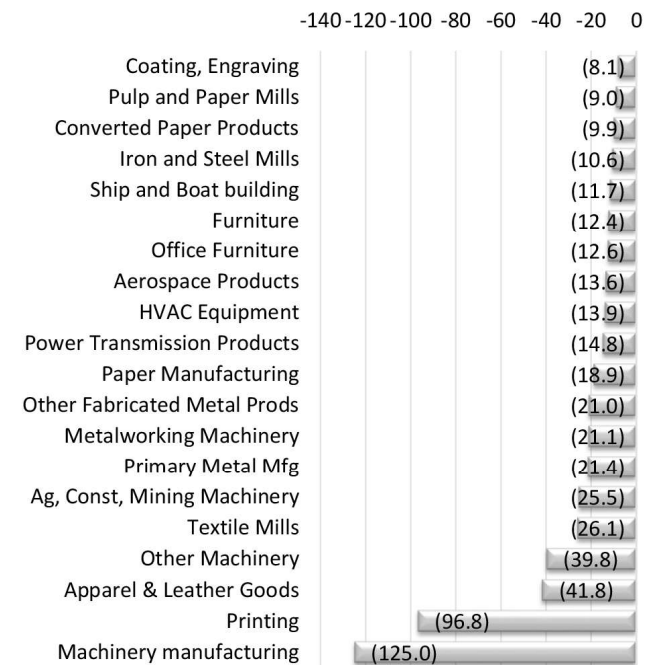 -140 -120 -100 -80 -60 -40 -20 0
Coating, Engraving (8.1)
Pulp and Paper Mills (9.0)
Converted Paper Products (9.9)
Iron and Steel Mills (10.6)
Ship and Boat building (11.7)
Furniture (12.4)
Office Furniture (12.6)
Aerospace Products (13.6)
HVAC Equipment (13.9)
Power Transmission Products (14.8)
Paper Manufacturing (18.9)
Other Fabricated Metal Prods (21.0)
Metalworking Machinery (21.1)
Primary Metal Mfg (21.4)
Ag, Const, Mining Machinery (25.5)
Textile Mills (26.1)
Other Machinery (39.8)
Apparel & Leather Goods (41.8)
Printing (96.8)
Machinery manufacturing (125.0)